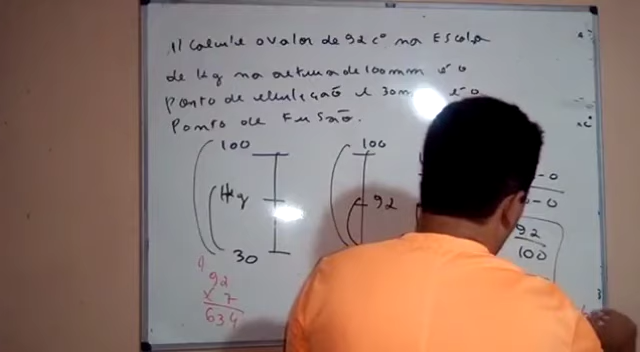 1) Calcule o valor de 92 c° na Escala
de Hg na altura de 100mm é o
ponto de ebulição e 30m é o
Ponto de Fusão.
100
Hg
30
92
x 7
634
100
92
92
100